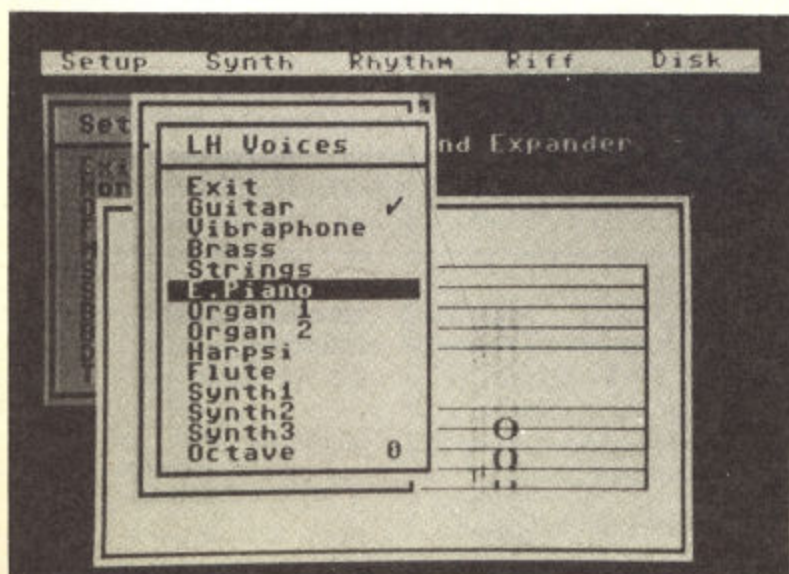 Setup Synth Rhythm Riff Disk
Set
nd Expander
LH Voices
Exit
Guitar ✓
Vibraphone
Brass
Strings
E.Piano
Organ 1
Organ 2
Harpsi
Flute
Synth1
Synth2
Synth3
Octave 0